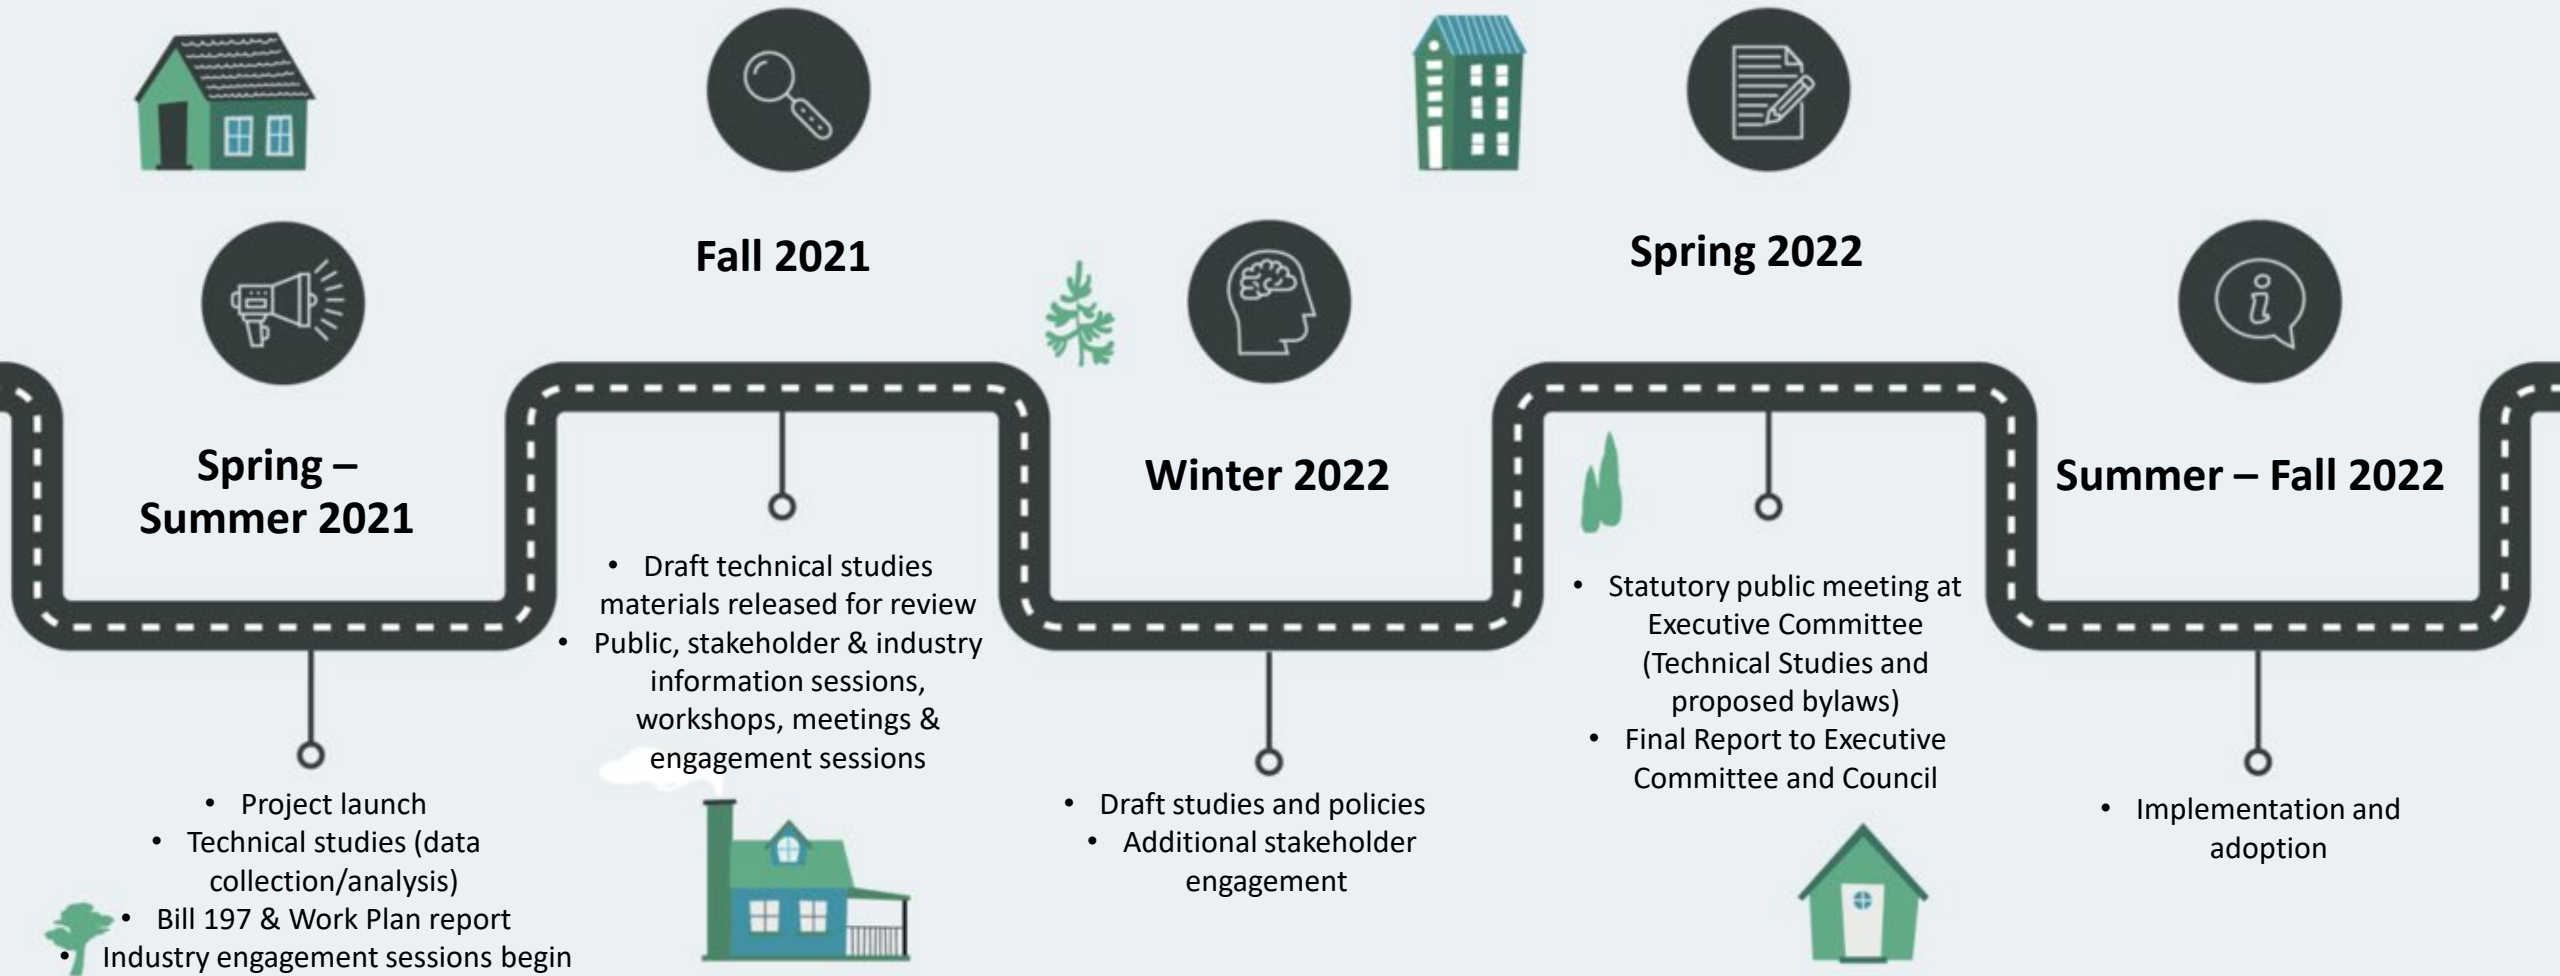 Spring –
Summer 2021
• Project launch
• Technical studies (data
collection/analysis)
• Bill 197 & Work Plan report
• Industry engagement sessions begin
Fall 2021
• Draft technical studies
materials released for review
• Public, stakeholder & industry
information sessions,
workshops, meetings &
engagement sessions
Winter 2022
• Draft studies and policies
• Additional stakeholder
engagement
Spring 2022
• Statutory public meeting at
Executive Committee
(Technical Studies and
proposed bylaws)
• Final Report to Executive
Committee and Council
Summer – Fall 2022
• Implementation and
adoption